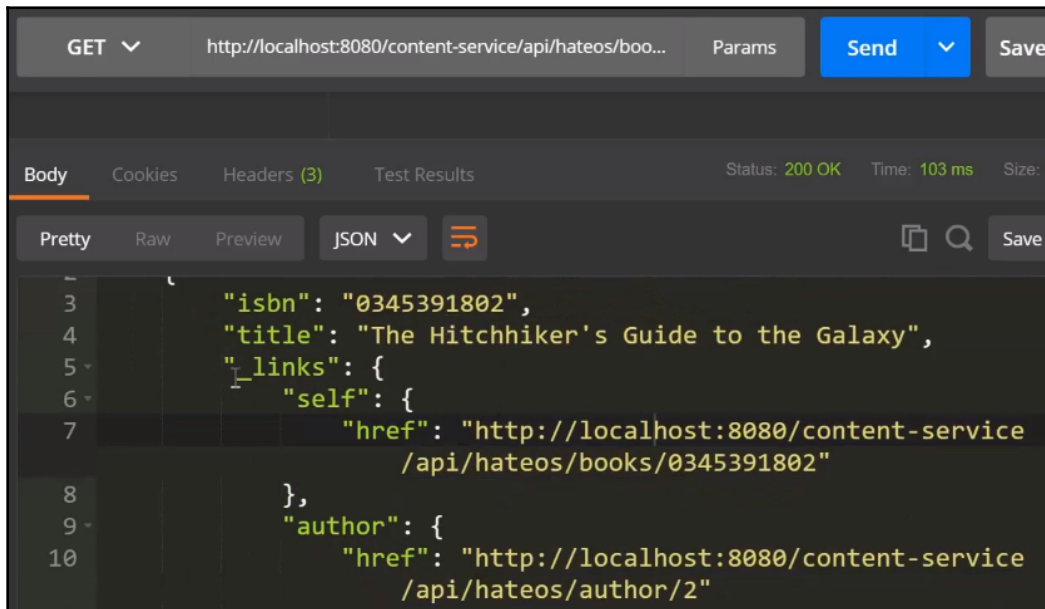 GET http://localhost:8080/content-service/api/hateos/boo... Params Send Save
Body Cookies Headers (3) Test Results Status: 200 OK Time: 103 ms Size:
Pretty Raw Preview JSON Save
2 {
3 "isbn": "0345391802",
4 "title": "The Hitchhiker's Guide to the Galaxy",
5 "_links": {
6 "self": {
7 "href": "http://localhost:8080/content-service
/api/hateos/books/0345391802"
8 },
9 "author": {
10 "href": "http://localhost:8080/content-service
/api/hateos/author/2"